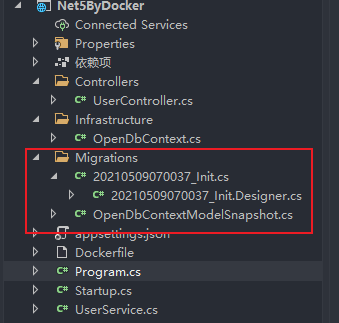 Net5ByDocker
Connected Services
Properties
依赖项
Controllers
C# UserController.cs
Infrastructure
C# OpenDbContext.cs
Migrations
C# 20210509070037_Init.cs
C# 20210509070037_Init.Designer.cs
C# OpenDbContextModelSnapshot.cs
appsettings.json
Dockerfile
C# Program.cs
C# Startup.cs
C# UserService.cs